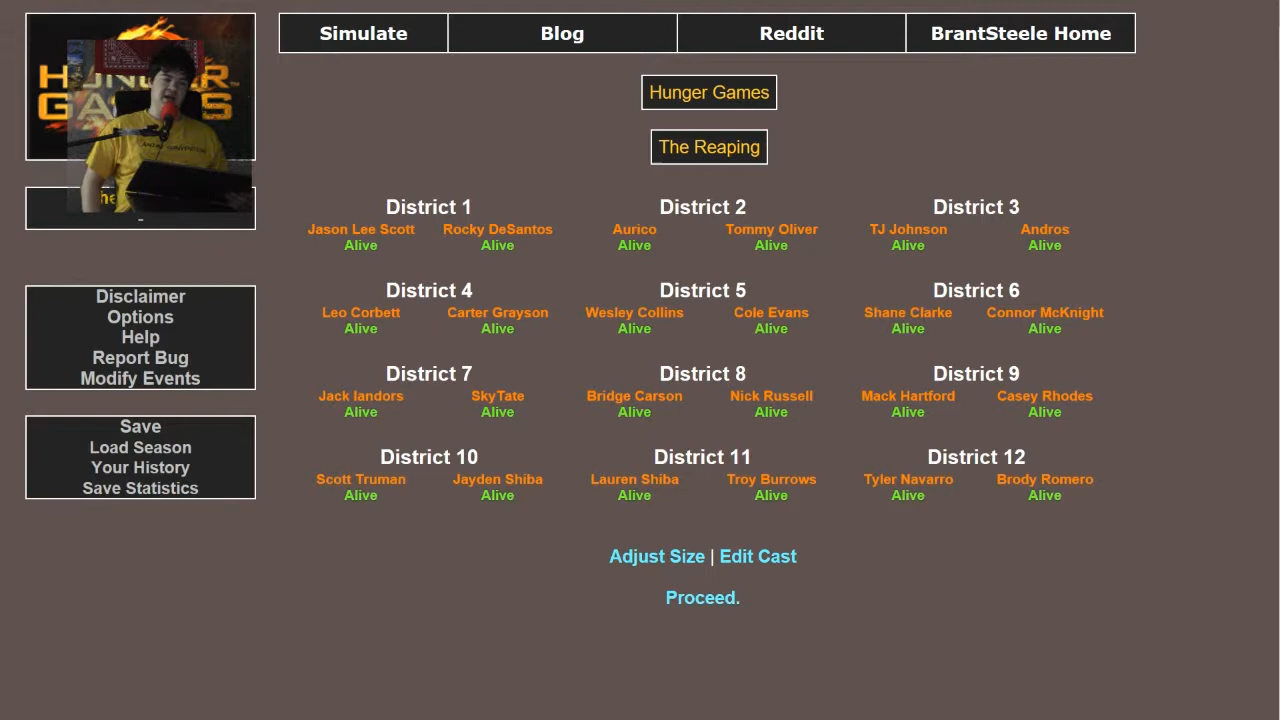 Simulate Blog Reddit BrantSteele Home
HUNGER
GAMES
Hunger Games
The Reaping
District 1 District 2 District 3
Jason Lee Scott Rocky DeSantos Aurico Tommy Oliver TJ Johnson Andros
Alive Alive Alive Alive Alive Alive
District 4 District 5 District 6
Leo Corbett Carter Grayson Wesley Collins Cole Evans Shane Clarke Connor McKnight
Alive Alive Alive Alive Alive Alive
District 7 District 8 District 9
Jack landors SkyTate Bridge Carson Nick Russell Mack Hartford Casey Rhodes
Alive Alive Alive Alive Alive Alive
District 10 District 11 District 12
Scott Truman Jayden Shiba Lauren Shiba Troy Burrows Tyler Navarro Brody Romero
Alive Alive Alive Alive Alive Alive
Adjust Size | Edit Cast
Proceed.
-
Disclaimer
Options
Help
Report Bug
Modify Events
Save
Load Season
Your History
Save Statistics